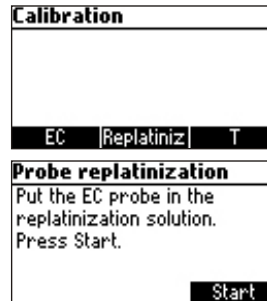 Calibration
EC Replatiniz T
Probe replatinization
Put the EC probe in the
replatinization solution.
Press Start.
Start